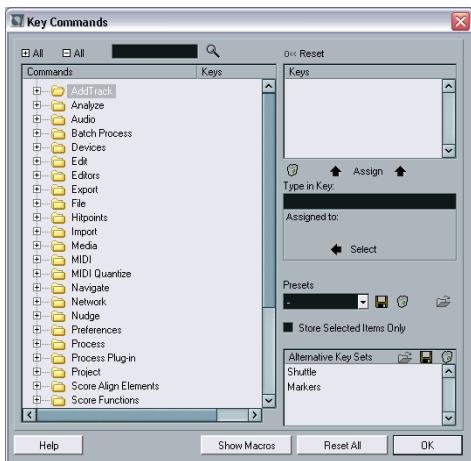 Key Commands
All All
Reset
Commands Keys
AddTrack
Analyze
Audio
Batch Process
Devices
Edit
Editors
Export
File
Hitpoints
Import
Media
MIDI
MIDI Quantize
Navigate
Network
Nudge
Preferences
Process
Process Plug-in
Project
Score Align Elements
Score Functions
Keys
Assign
Type in Key:
Assigned to:
Select
Presets
-
Store Selected Items Only
Alternative Key Sets
Shuttle
Markers
Help Show Macros Reset All OK